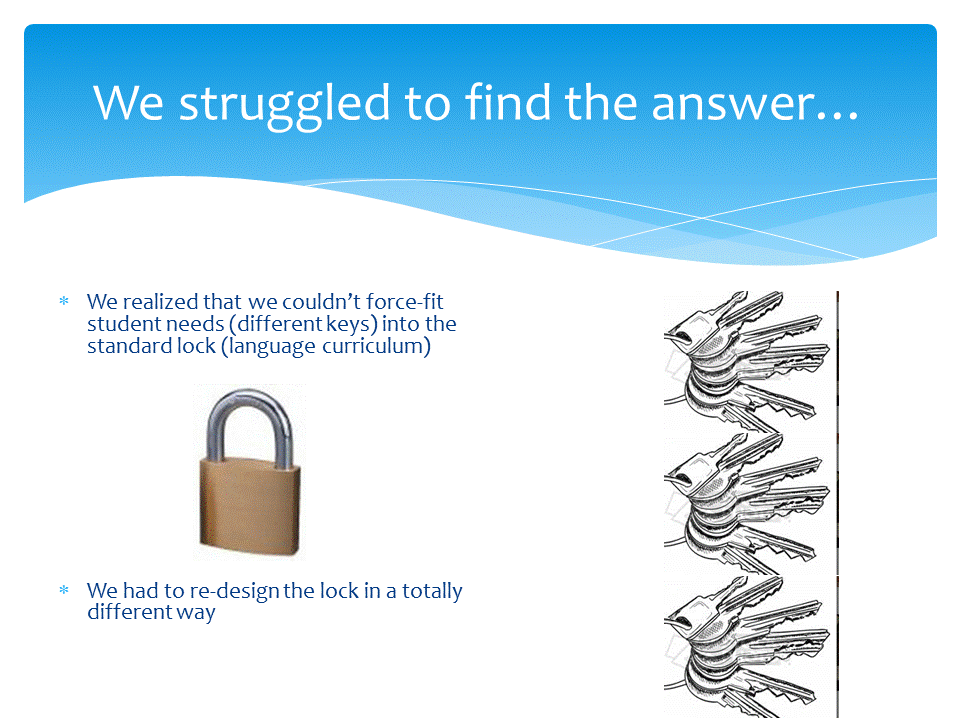 We struggled to find the answer…
* We realized that we couldn’t force-fit
student needs (different keys) into the
standard lock (language curriculum)
* We had to re-design the lock in a totally
different way